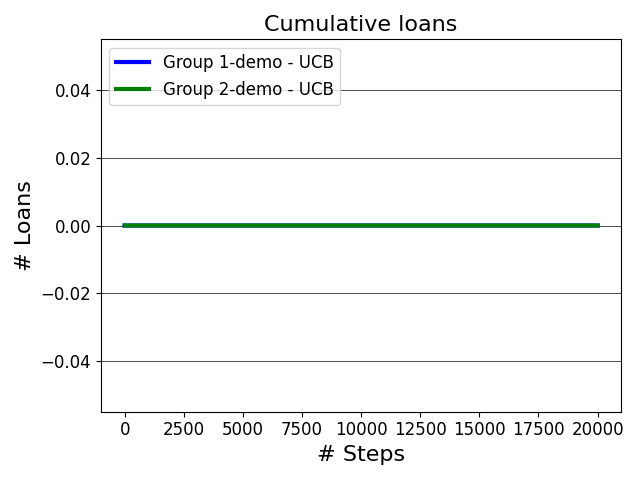 Cumulative loans
Group 1-demo - UCB
Group 2-demo - UCB
# Loans
0.04
0.02
0.00
−0.02
−0.04
0 2500 5000 7500 10000 12500 15000 17500 20000
# Steps